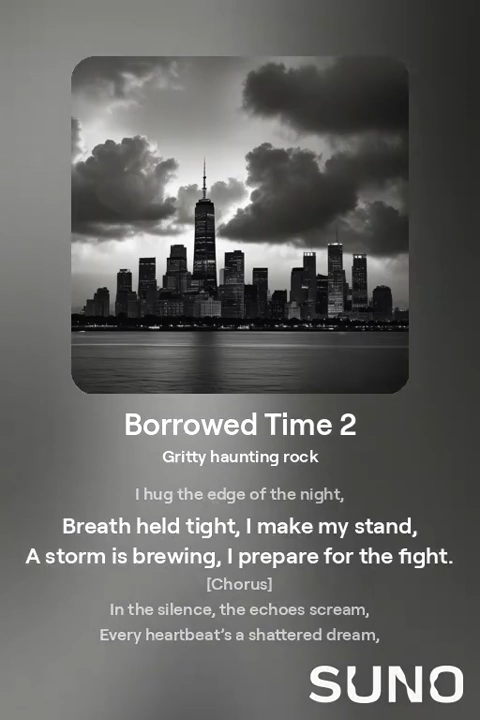 Borrowed Time 2
Gritty haunting rock
I hug the edge of the night,
Breath held tight, I make my stand,
A storm is brewing, I prepare for the fight.
[Chorus]
In the silence, the echoes scream,
Every heartbeat's a shattered dream,
SUNO